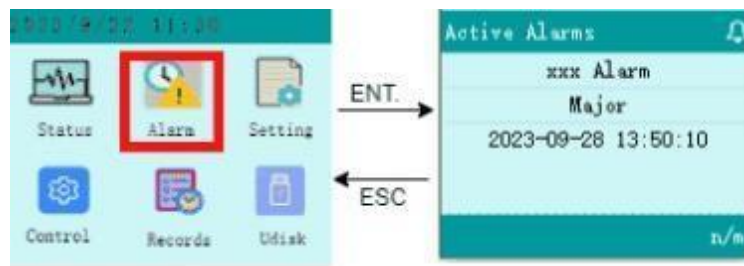 Active Alarms
xxx Alarm
Major
2023-09-28 13:50:10
n/m
ENT.
ESC
Status
Alarm
Setting
Control
Records
Udisk